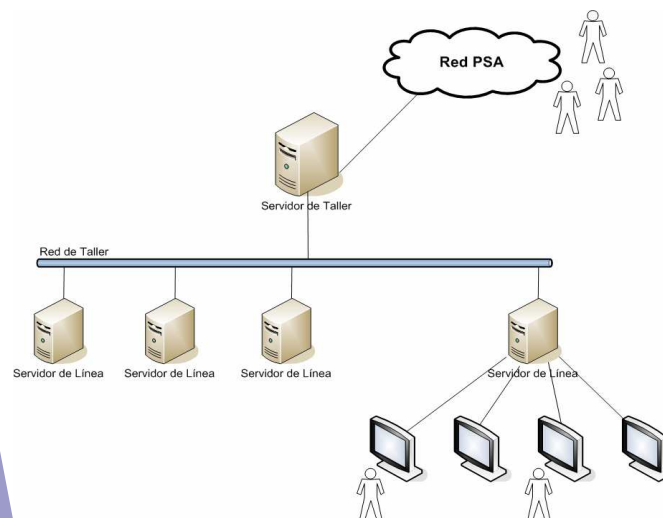 Red PSA
Servidor de Taller
Red de Taller
Servidor de Línea
Servidor de Línea
Servidor de Línea
Servidor de Línea